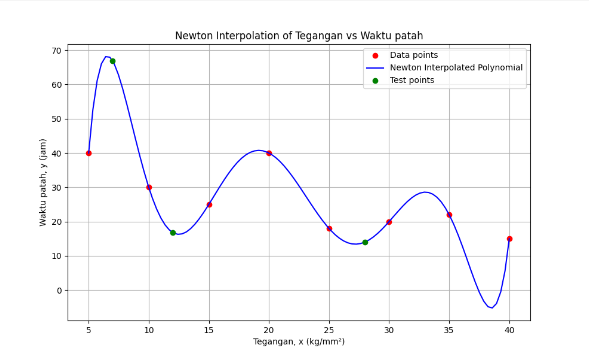 Newton Interpolation of Tegangan vs Waktu patah
Data points
Newton Interpolated Polynomial
Test points
Waktu patah, y (jam)
70
60
50
40
30
20
10
0
5
10
15
20
25
30
35
40
Tegangan, x (kg/mm²)